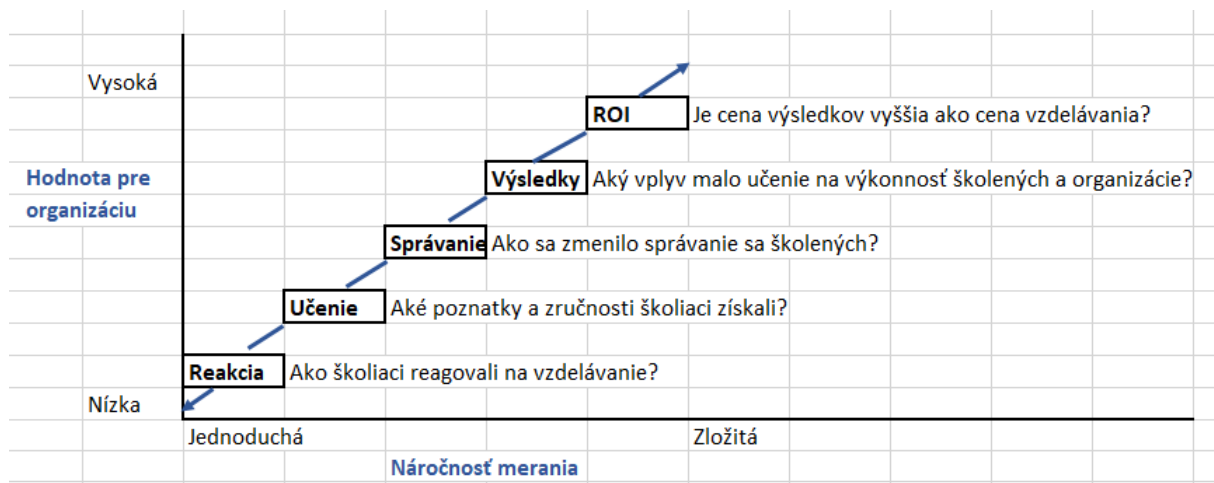 Vysoká
ROI Je cena výsledkov vyššia ako cena vzdelávania?
Hodnota pre
organizáciu
Výsledky Aký vplyv malo učenie na výkonnosť školených a organizácie?
Správanie Ako sa zmenilo správanie sa školených?
Učenie Aké poznatky a zručnosti školiaci získali?
Reakcia Ako školiaci reagovali na vzdelávanie?
Nízka
Jednoduchá Zložitá
Náročnosť merania